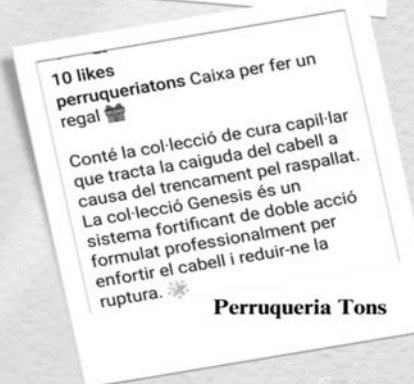 10 likes
perruqueriatons Caixa per fer un
regal 🎁
Conté la col·lecció de cura capil·lar
que tracta la caiguda del cabell a
causa del trencament pel raspallat.
La col·lecció Genesis és un
sistema fortificant de doble acció
formulat professionalment per
enfortir el cabell i reduir-ne la
ruptura.
Perruqueria Tons